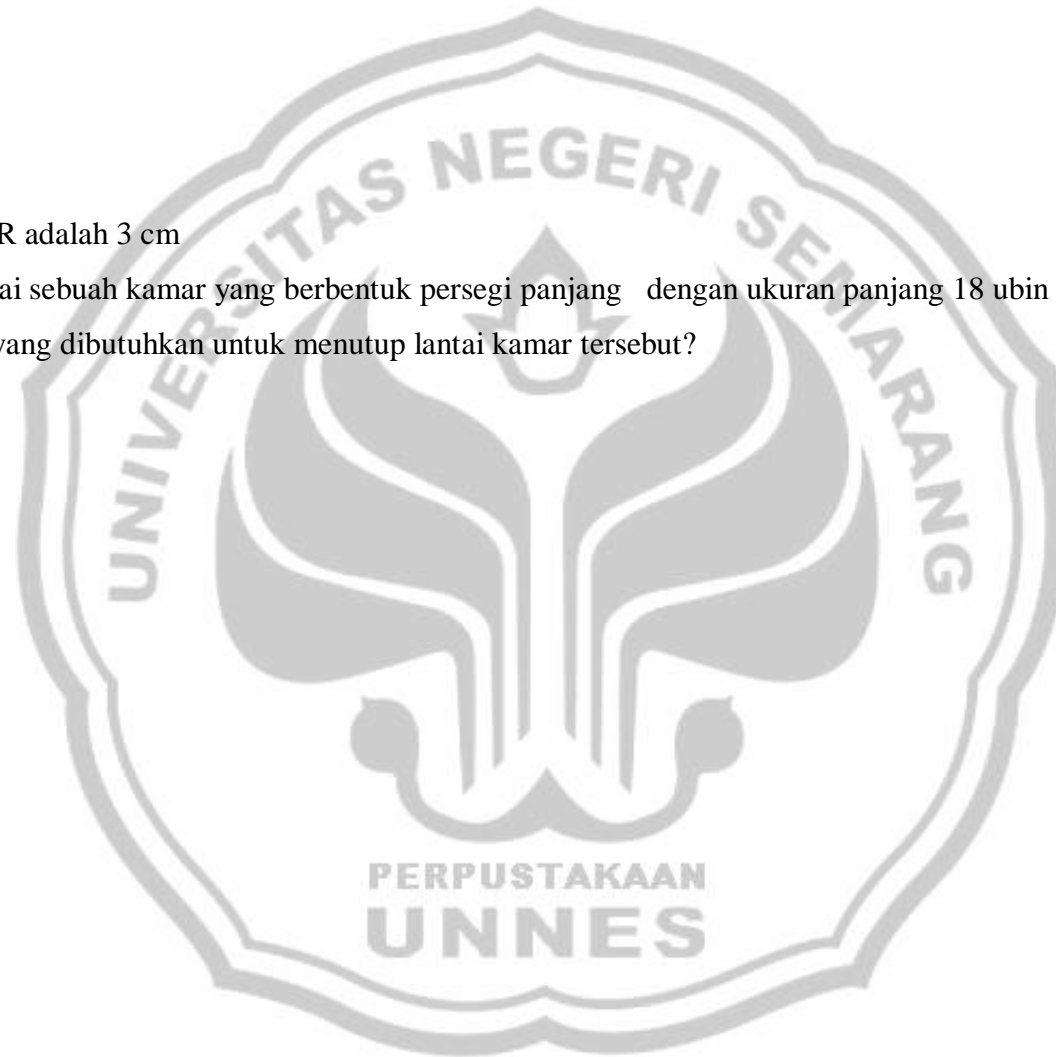 UNIVERSITAS NEGERI SEMARANG
R adalah 3 cm
ai sebuah kamar yang berbentuk persegi panjang dengan ukuran panjang 18 ubin
yang dibutuhkan untuk menutup lantai kamar tersebut?
PERPUSTAKAAN
UNNES